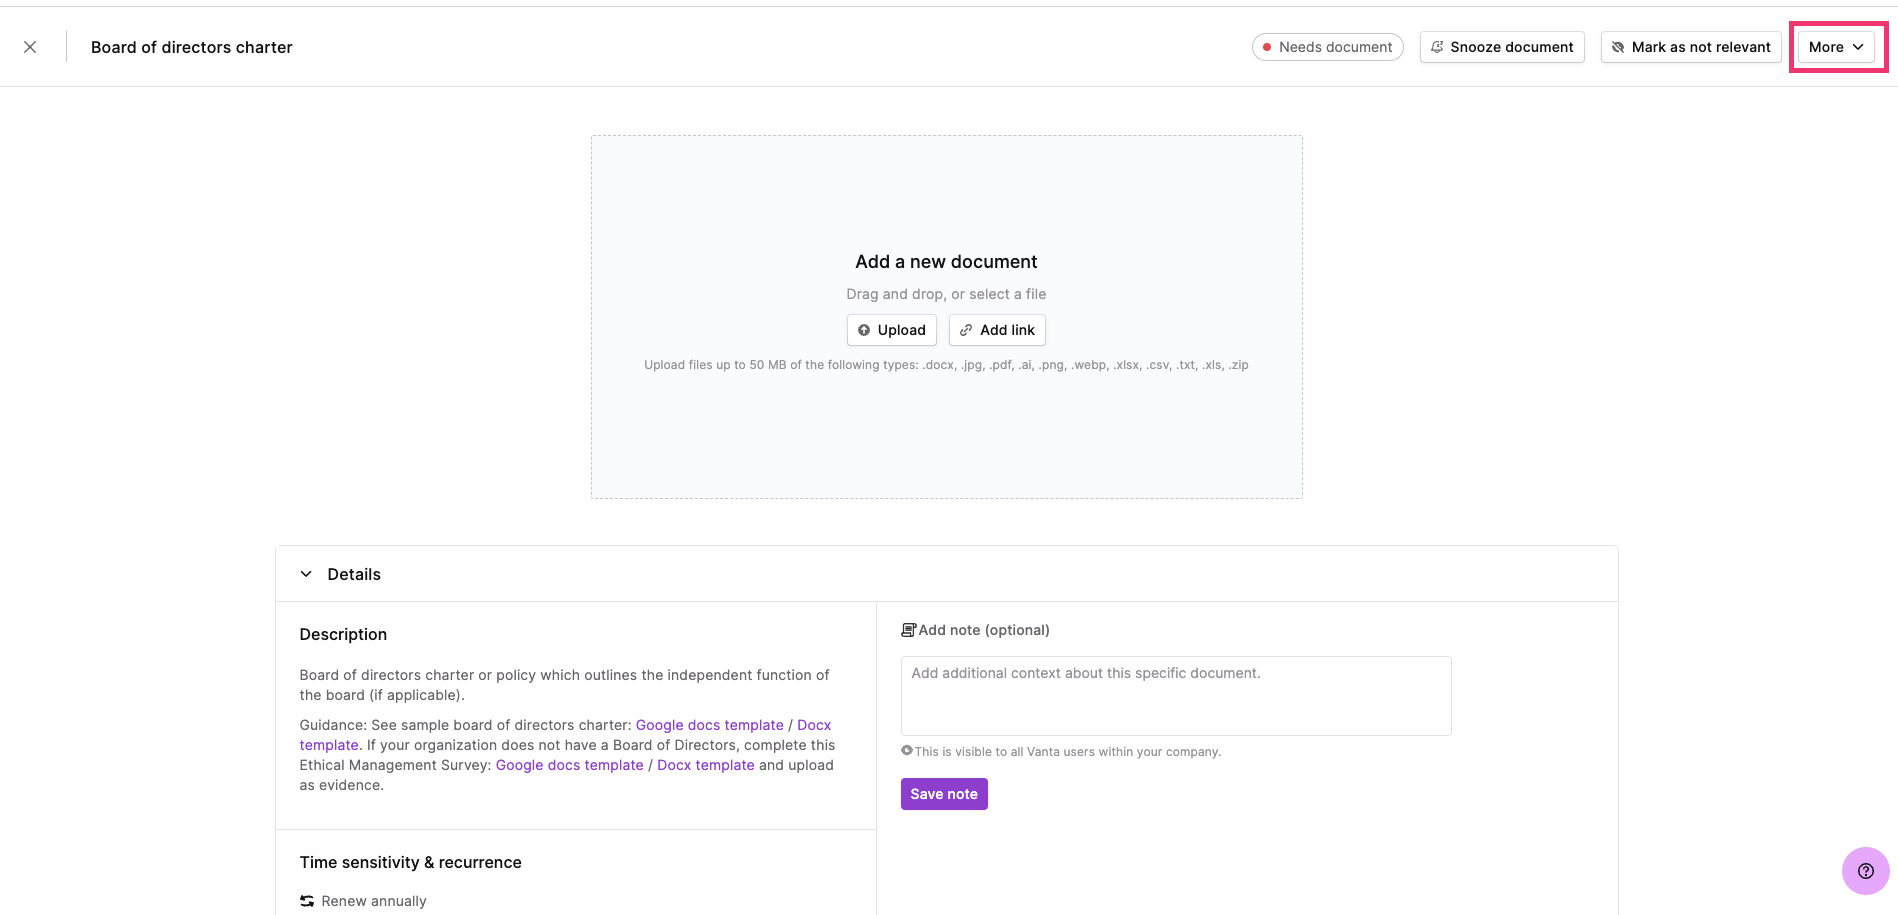 Board of directors charter
Needs document
Snooze document
Mark as not relevant
More
Add a new document
Drag and drop, or select a file
Upload
Add link
Upload files up to 50 MB of the following types: .docx, .jpg, .pdf, .ai, .png, .webp, .xlsx, .csv, .txt, .xls, .zip
Details
Description
Board of directors charter or policy which outlines the independent function of
the board (if applicable).
Guidance: See sample board of directors charter: Google docs template / Docx
template. If your organization does not have a Board of Directors, complete this
Ethical Management Survey: Google docs template / Docx template and upload
as evidence.
Time sensitivity & recurrence
Renew annually
Add note (optional)
Add additional context about this specific document.
This is visible to all Vanta users within your company.
Save note